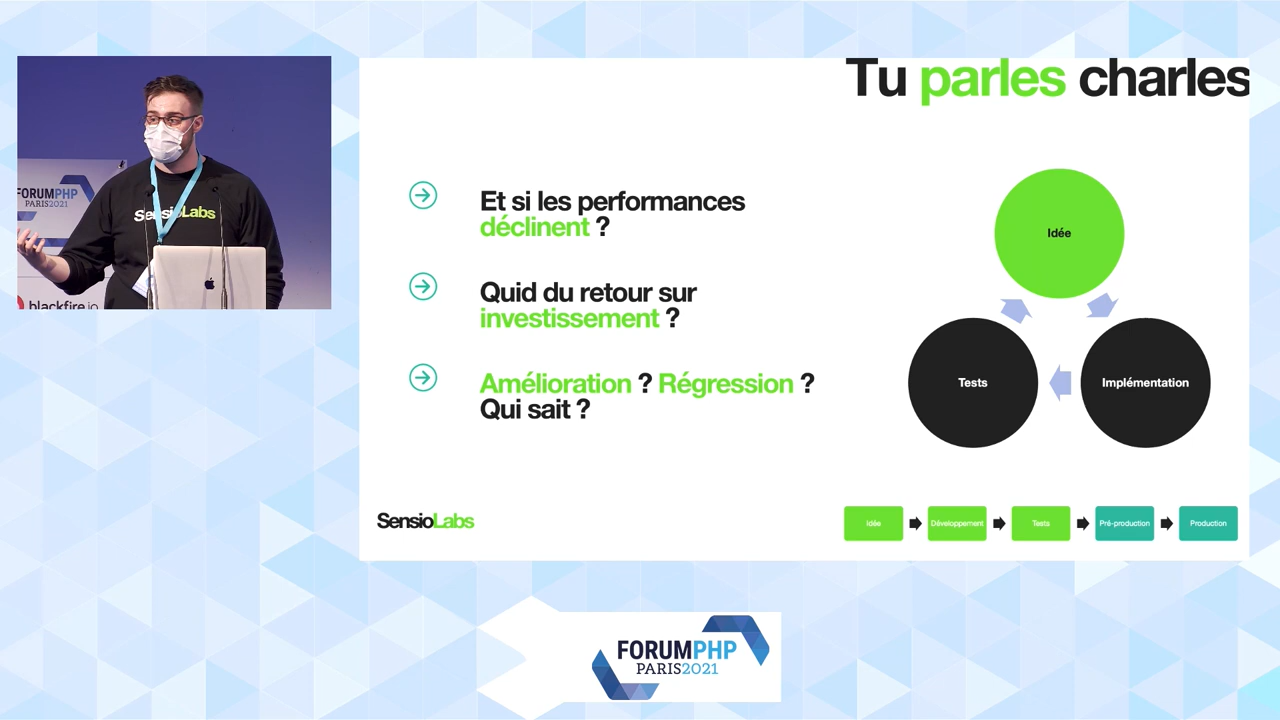 Tu parles charles
FORUMPHP
PARIS2021
SensioLabs
blackfire.io
Et si les performances
déclinent ?
Quid du retour sur
investissement ?
Amélioration ? Régression ?
Qui sait ?
Idée
Tests
Implémentation
SensioLabs
Idée
Développement
Tests
Pré-production
Production
FORUMPHP
PARIS2021